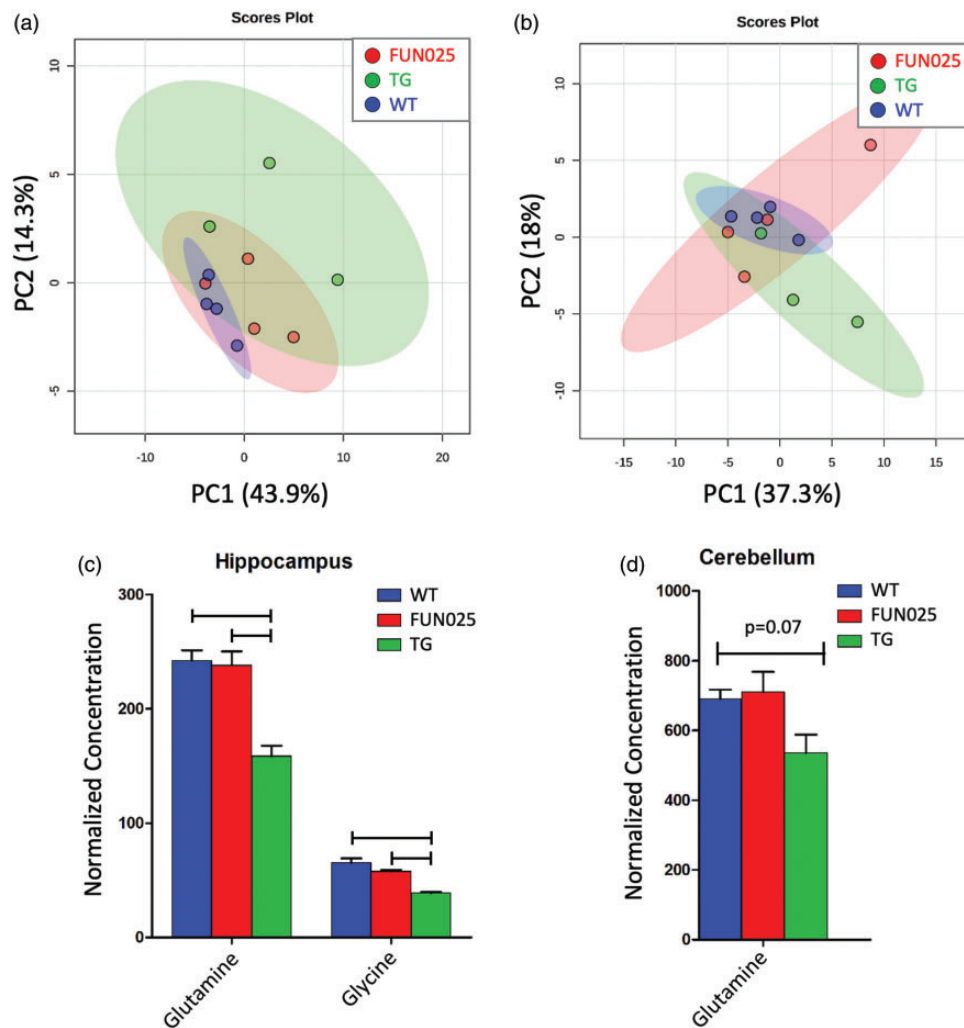 (a)
Scores Plot
FUN025
TG
WT
10
5
0
-5
-10
0
10
20
PC2 (14.3%)
PC1 (43.9%)
(b)
Scores Plot
FUN025
TG
WT
10
5
0
-5
-10
-15
-10
-5
0
5
10
15
PC2 (18%)
PC1 (37.3%)
(c)
Hippocampus
WT
FUN025
TG
300
200
100
0
Normalized Concentration
Glutamine
Glycine
(d)
Cerebellum
WT
FUN025
TG
p=0.07
1000
800
600
400
200
0
Normalized Concentration
Glutamine